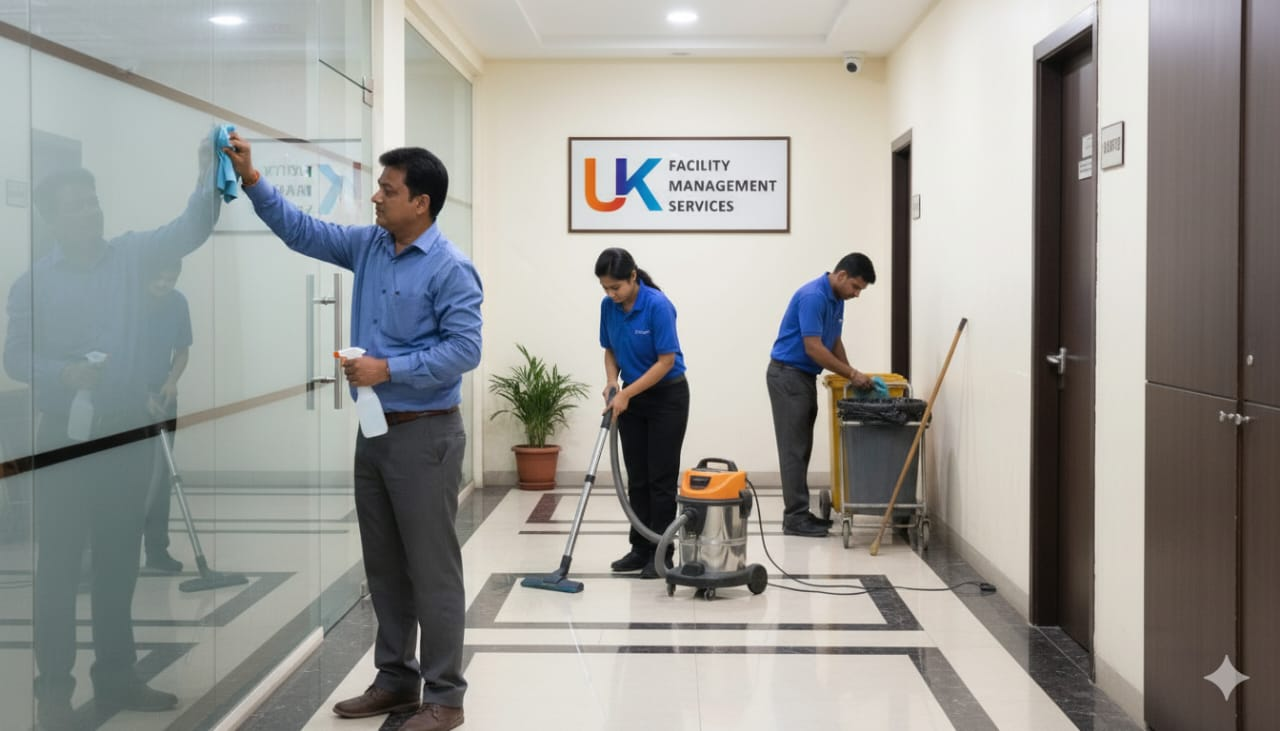 UK FACILITY
MANAGEMENT
SERVICES